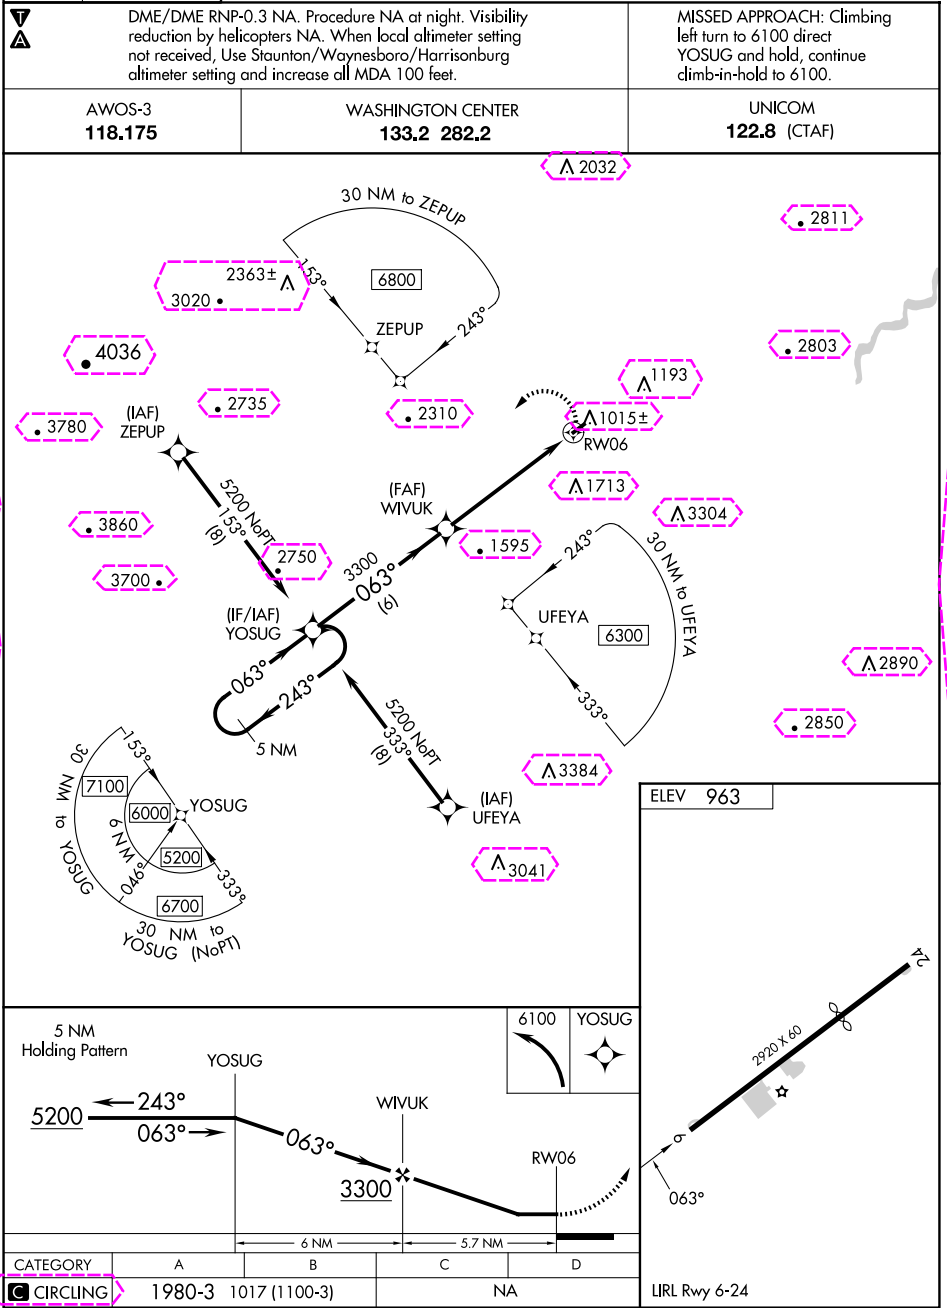 T
A
DME/DME RNP-0.3 NA. Procedure NA at night. Visibility
reduction by helicopters NA. When local altimeter setting
not received, Use Staunton/Waynesboro/Harrisonburg
altimeter setting and increase all MDA 100 feet.
MISSED APPROACH: Climbing
left turn to 6100 direct
YOSUG and hold, continue
climb-in-hold to 6100.
AWOS-3
118.175
WASHINGTON CENTER
133.2 282.2
UNICOM
122.8 (CTAF)
2032
30 NM to ZEPUP
2811
2363±
3020
153°
6800
243°
ZEPUP
4036
2803
1193
2735
2310
1015±
3780
(IAF)
ZEPUP
RW06
5200 NoPT
153°
(8)
(FAF)
WIVUK
1713
3304
3860
2750
1595
3700
3300
063°
(6)
243°
30 NM to UFEYA
(IF/IAF)
YOSUG
UFEYA
6300
333°
063°
243°
5 NM
2890
5200 NoPT
333°
(8)
2850
153°
30 NM to YOSUG
7100
6000
YOSUG
6 NM
5200
046°
333°
6700
30 NM to
YOSUG (NoPT)
3384
(IAF)
UFEYA
3041
ELEV 963
24
2920 X 60
6
063°
LIRL Rwy 6-24
5 NM
Holding Pattern
YOSUG
6100
YOSUG
5200
243°
063°
063°
WIVUK
3300
RW06
6 NM
5.7 NM
CATEGORY A B C D
C CIRCLING 1980-3 1017 (1100-3) NA